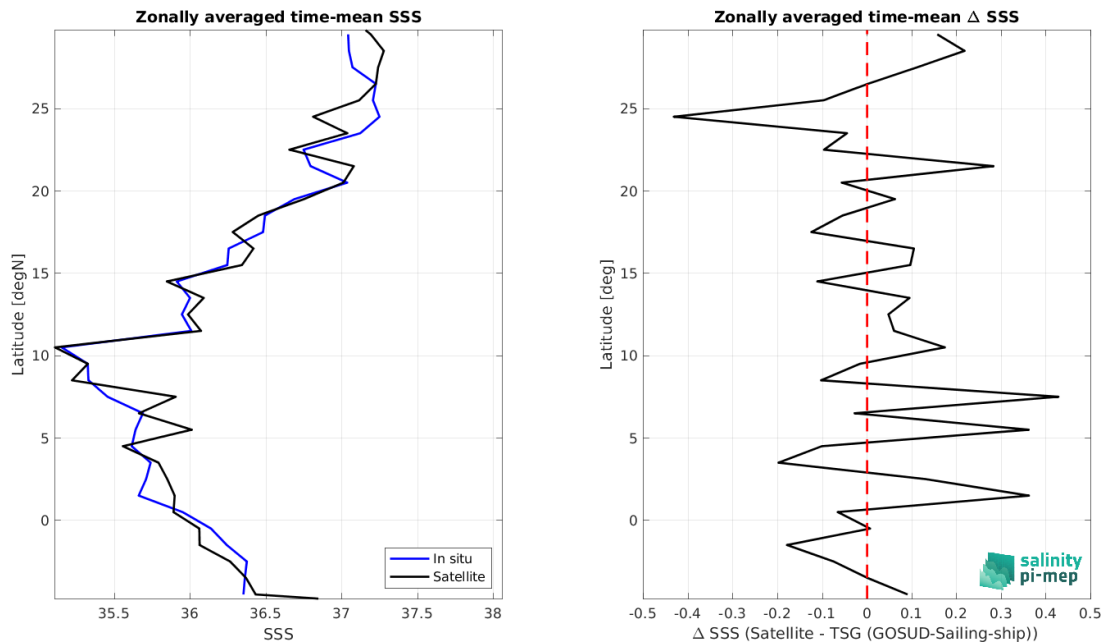 Zonally averaged time-mean SSS
Latitude [degN]
25
20
15
10
5
0
35.5
36
36.5
37
37.5
38
SSS
In situ
Satellite
Zonally averaged time-mean Δ SSS
Latitude [deg]
25
20
15
10
5
0
-0.5
-0.4
-0.3
-0.2
-0.1
0
0.1
0.2
0.3
0.4
0.5
Δ SSS (Satellite - TSG (GOSUD-Sailing-ship))
salinity
pi-mep